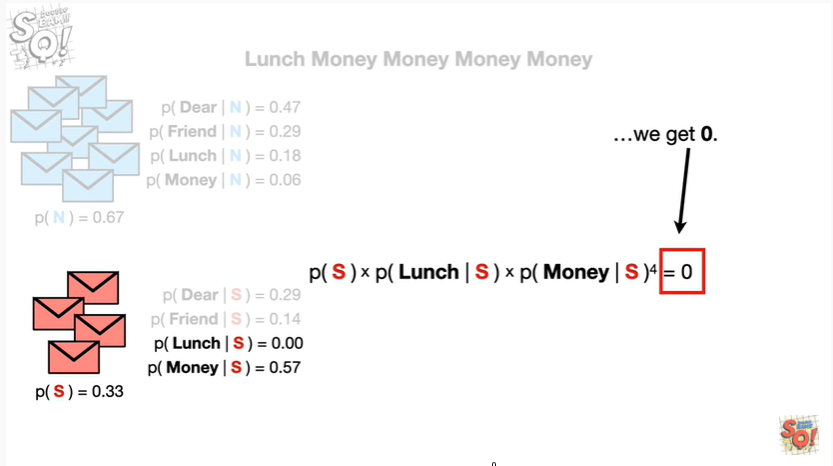 SQ!
Lunch Money Money Money Money
p( Dear | N ) = 0.47
p( Friend | N ) = 0.29
p( Lunch | N ) = 0.18
p( Money | N ) = 0.06
p( N ) = 0.67
…we get 0.
p( S ) x p( Lunch | S ) x p( Money | S )⁴ = 0
p( Dear | S ) = 0.29
p( Friend | S ) = 0.14
p( Lunch | S ) = 0.00
p( Money | S ) = 0.57
p( S ) = 0.33
SQ!